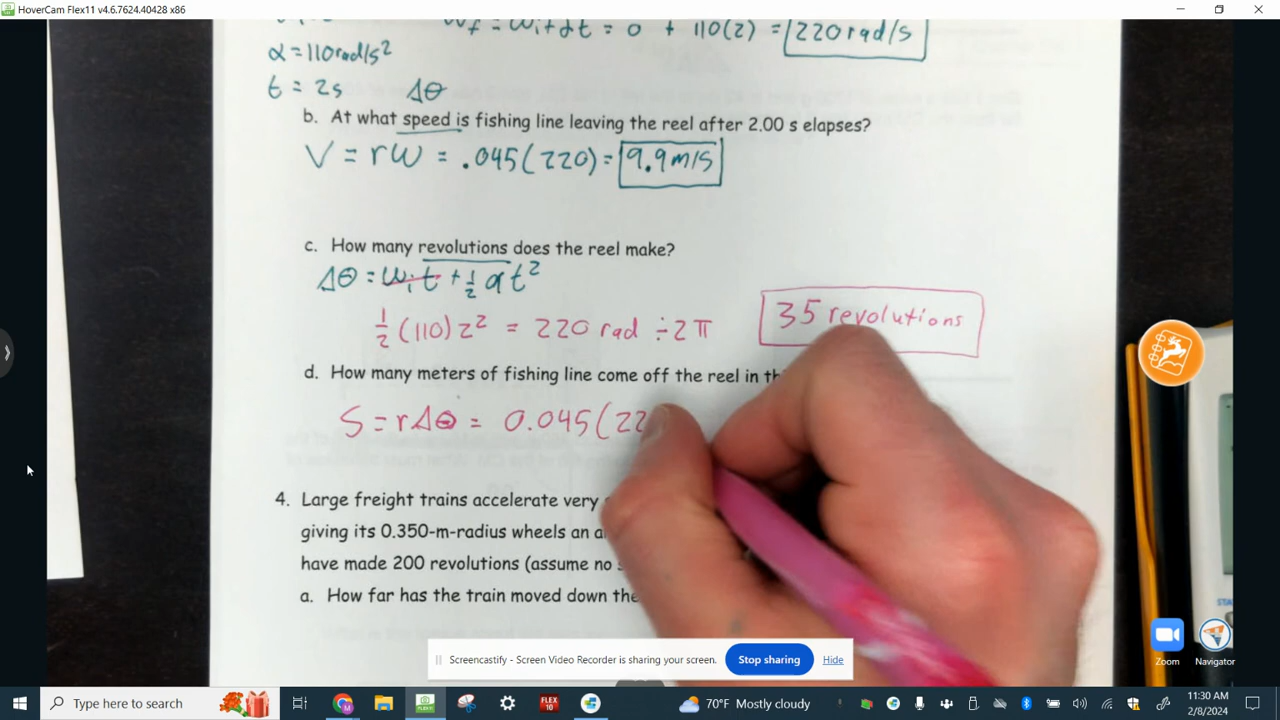 HoverCam Flex11 v4.6.7624.40428 x86
ωf = ωi + αt = 0 + 110(2) = 220 rad/s
α = 110 rad/s²
t = 2s Δθ
b. At what speed is fishing line leaving the reel after 2.00 s elapses?
V = rω = .045(220) = 9.9 m/s
c. How many revolutions does the reel make?
Δθ = ωit + ½ αt²
½ (110)2² = 220 rad ÷ 2π 35 revolutions
d. How many meters of fishing line come off the reel in
S = rΔθ = 0.045(22
4. Large freight trains accelerate very
giving its 0.350-m-radius wheels an
have made 200 revolutions (assume no
a. How far has the train moved down the
Screencastify - Screen Video Recorder is sharing your screen. Stop sharing Hide
Zoom Navigator
Type here to search
FLEX 10
70°F Mostly cloudy
11:30 AM
2/8/2024